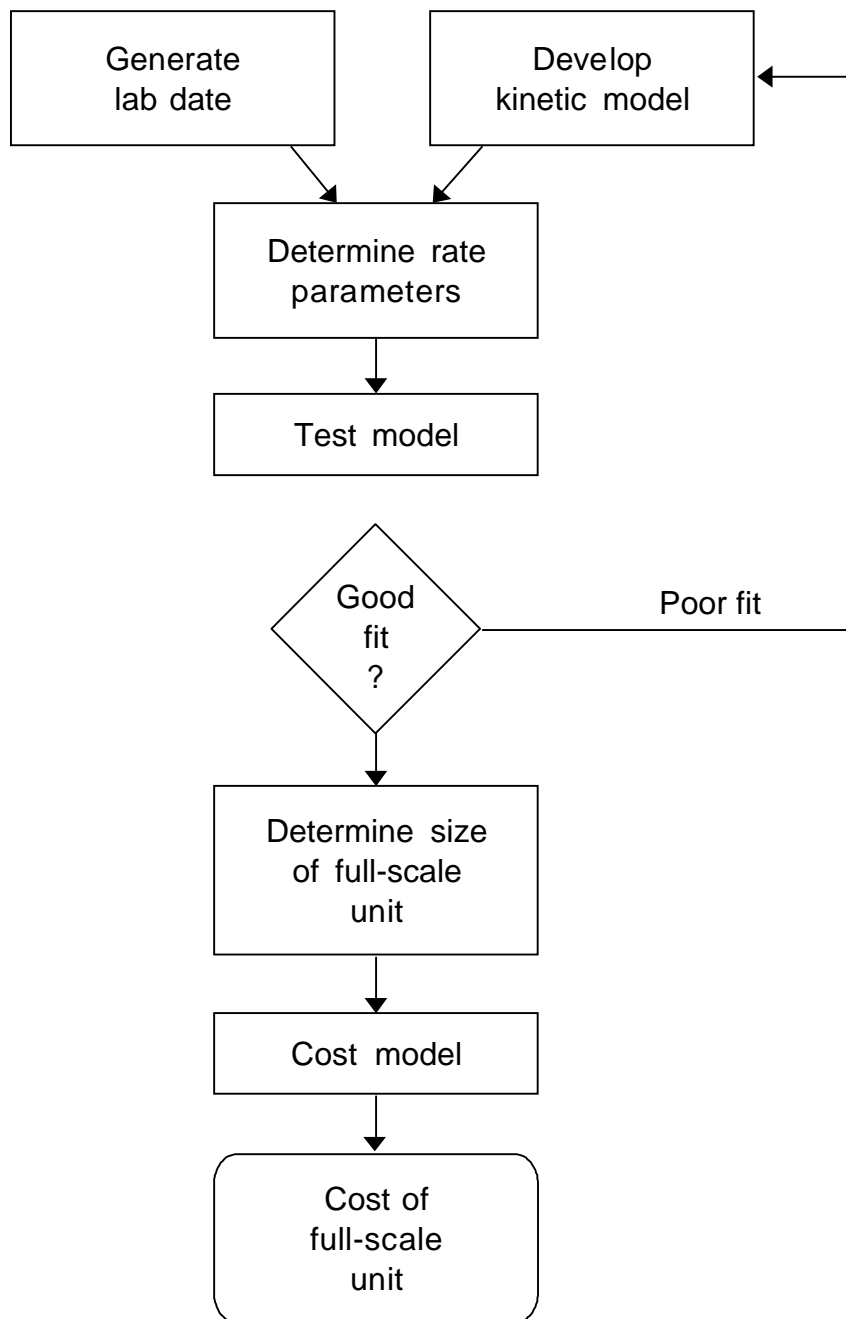 Generate
lab date
Develop
kinetic model
Determine rate
parameters
Test model
Good
fit
?
Poor fit
Determine size
of full-scale
unit
Cost model
Cost of
full-scale
unit